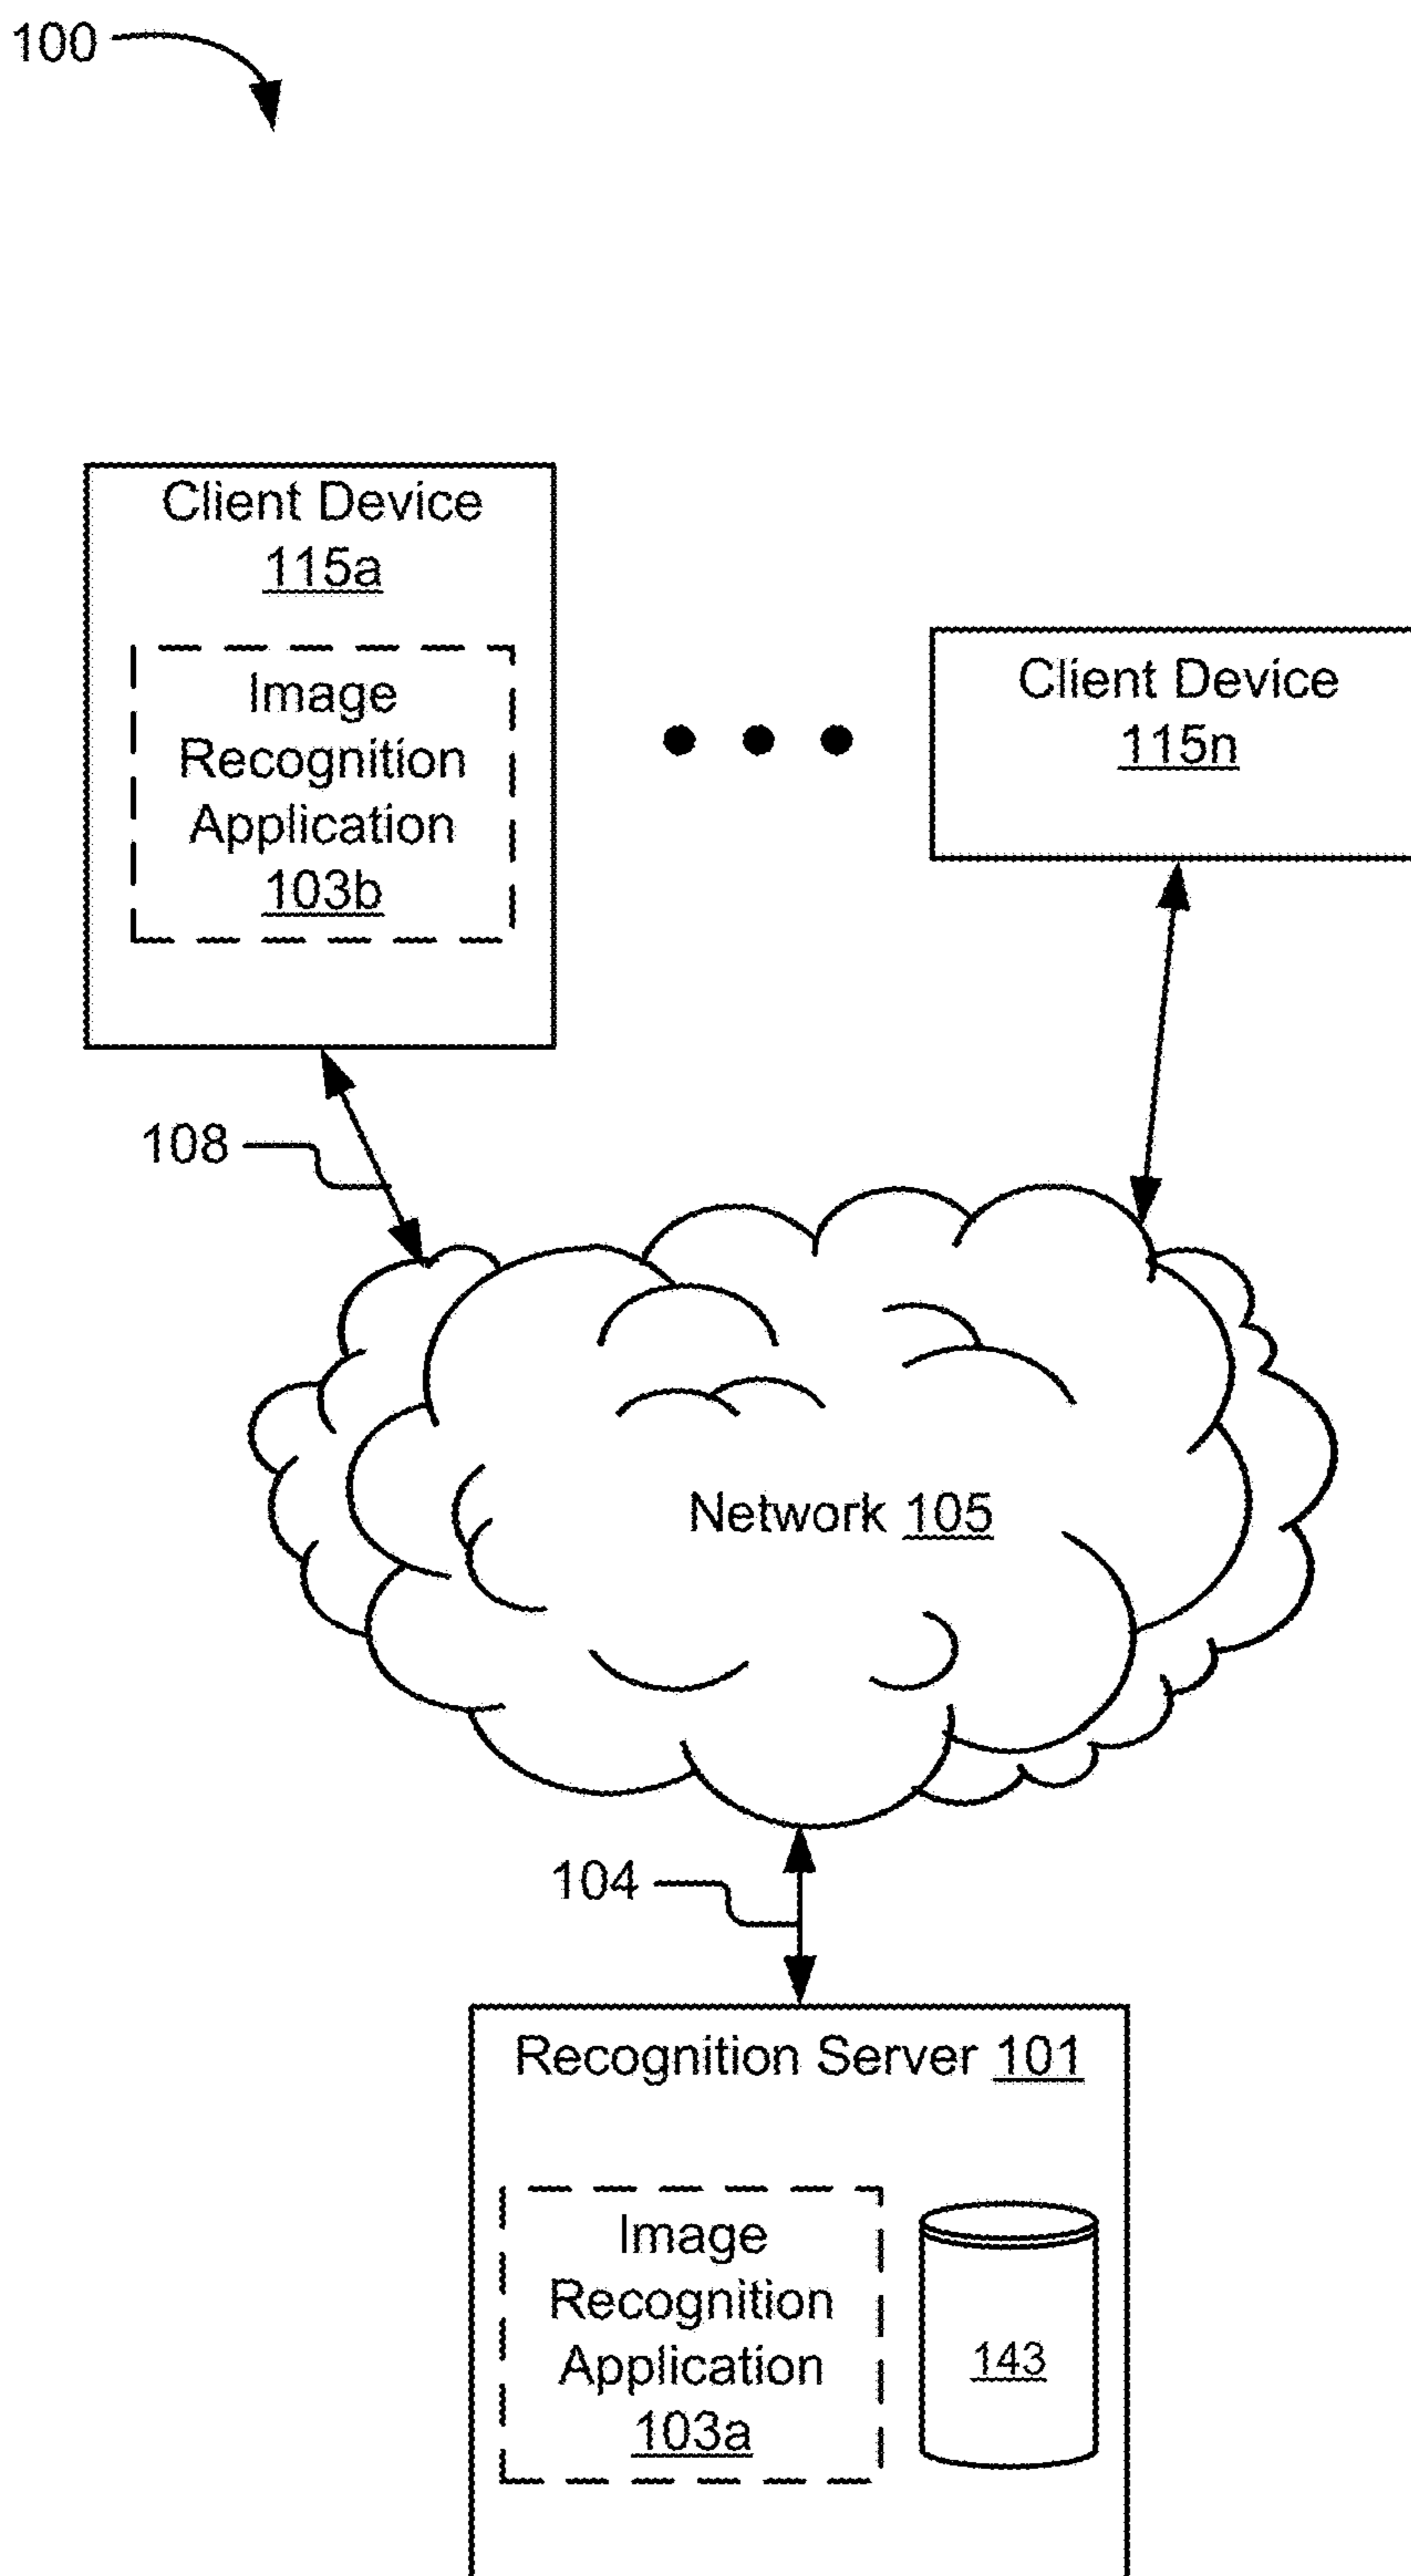 100
Client Device
115a
Image
Recognition
Application
103b
Client Device
115n
108
Network 105
104
Recognition Server 101
Image
Recognition
Application
103a
143